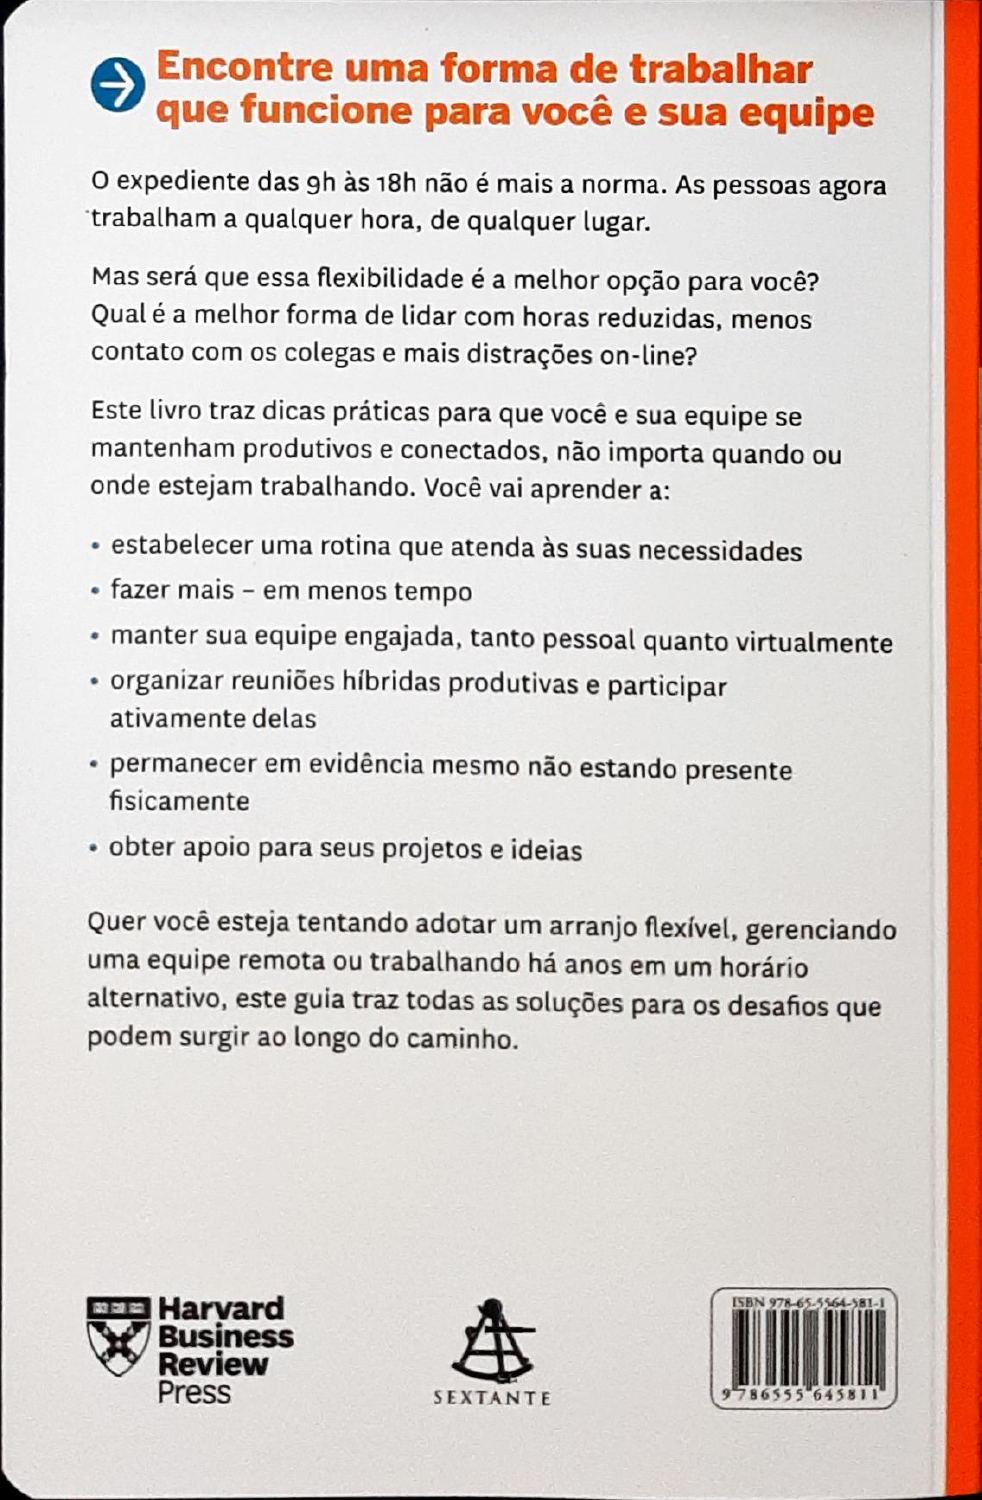 Encontre uma forma de trabalhar
que funcione para você e sua equipe
O expediente das 9h às 18h não é mais a norma. As pessoas agora
trabalham a qualquer hora, de qualquer lugar.
Mas será que essa flexibilidade é a melhor opção para você?
Qual é a melhor forma de lidar com horas reduzidas, menos
contato com os colegas e mais distrações on-line?
Este livro traz dicas práticas para que você e sua equipe se
mantenham produtivos e conectados, não importa quando ou
onde estejam trabalhando. Você vai aprender a:
• estabelecer uma rotina que atenda às suas necessidades
• fazer mais – em menos tempo
• manter sua equipe engajada, tanto pessoal quanto virtualmente
• organizar reuniões híbridas produtivas e participar
ativamente delas
• permanecer em evidência mesmo não estando presente
fisicamente
• obter apoio para seus projetos e ideias
Quer você esteja tentando adotar um arranjo flexível, gerenciando
uma equipe remota ou trabalhando há anos em um horário
alternativo, este guia traz todas as soluções para os desafios que
podem surgir ao longo do caminho.
Harvard
Business
Review
Press
SEXTANTE
ISBN 978-65-5564-581-1
9 786555 645811